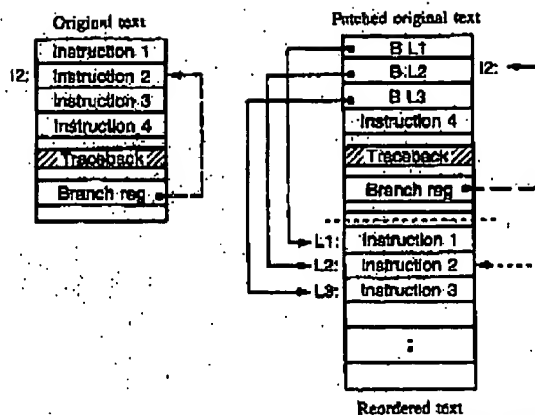 Original text
Instruction 1
I2: Instruction 2
Instruction 3
Instruction 4
Traceback
Branch reg
Patched original text
B L1
B L2 I2:
B L3
Instruction 4
Traceback
Branch reg
L1: Instruction 1
L2: Instruction 2
L3: Instruction 3
:
Reordered text